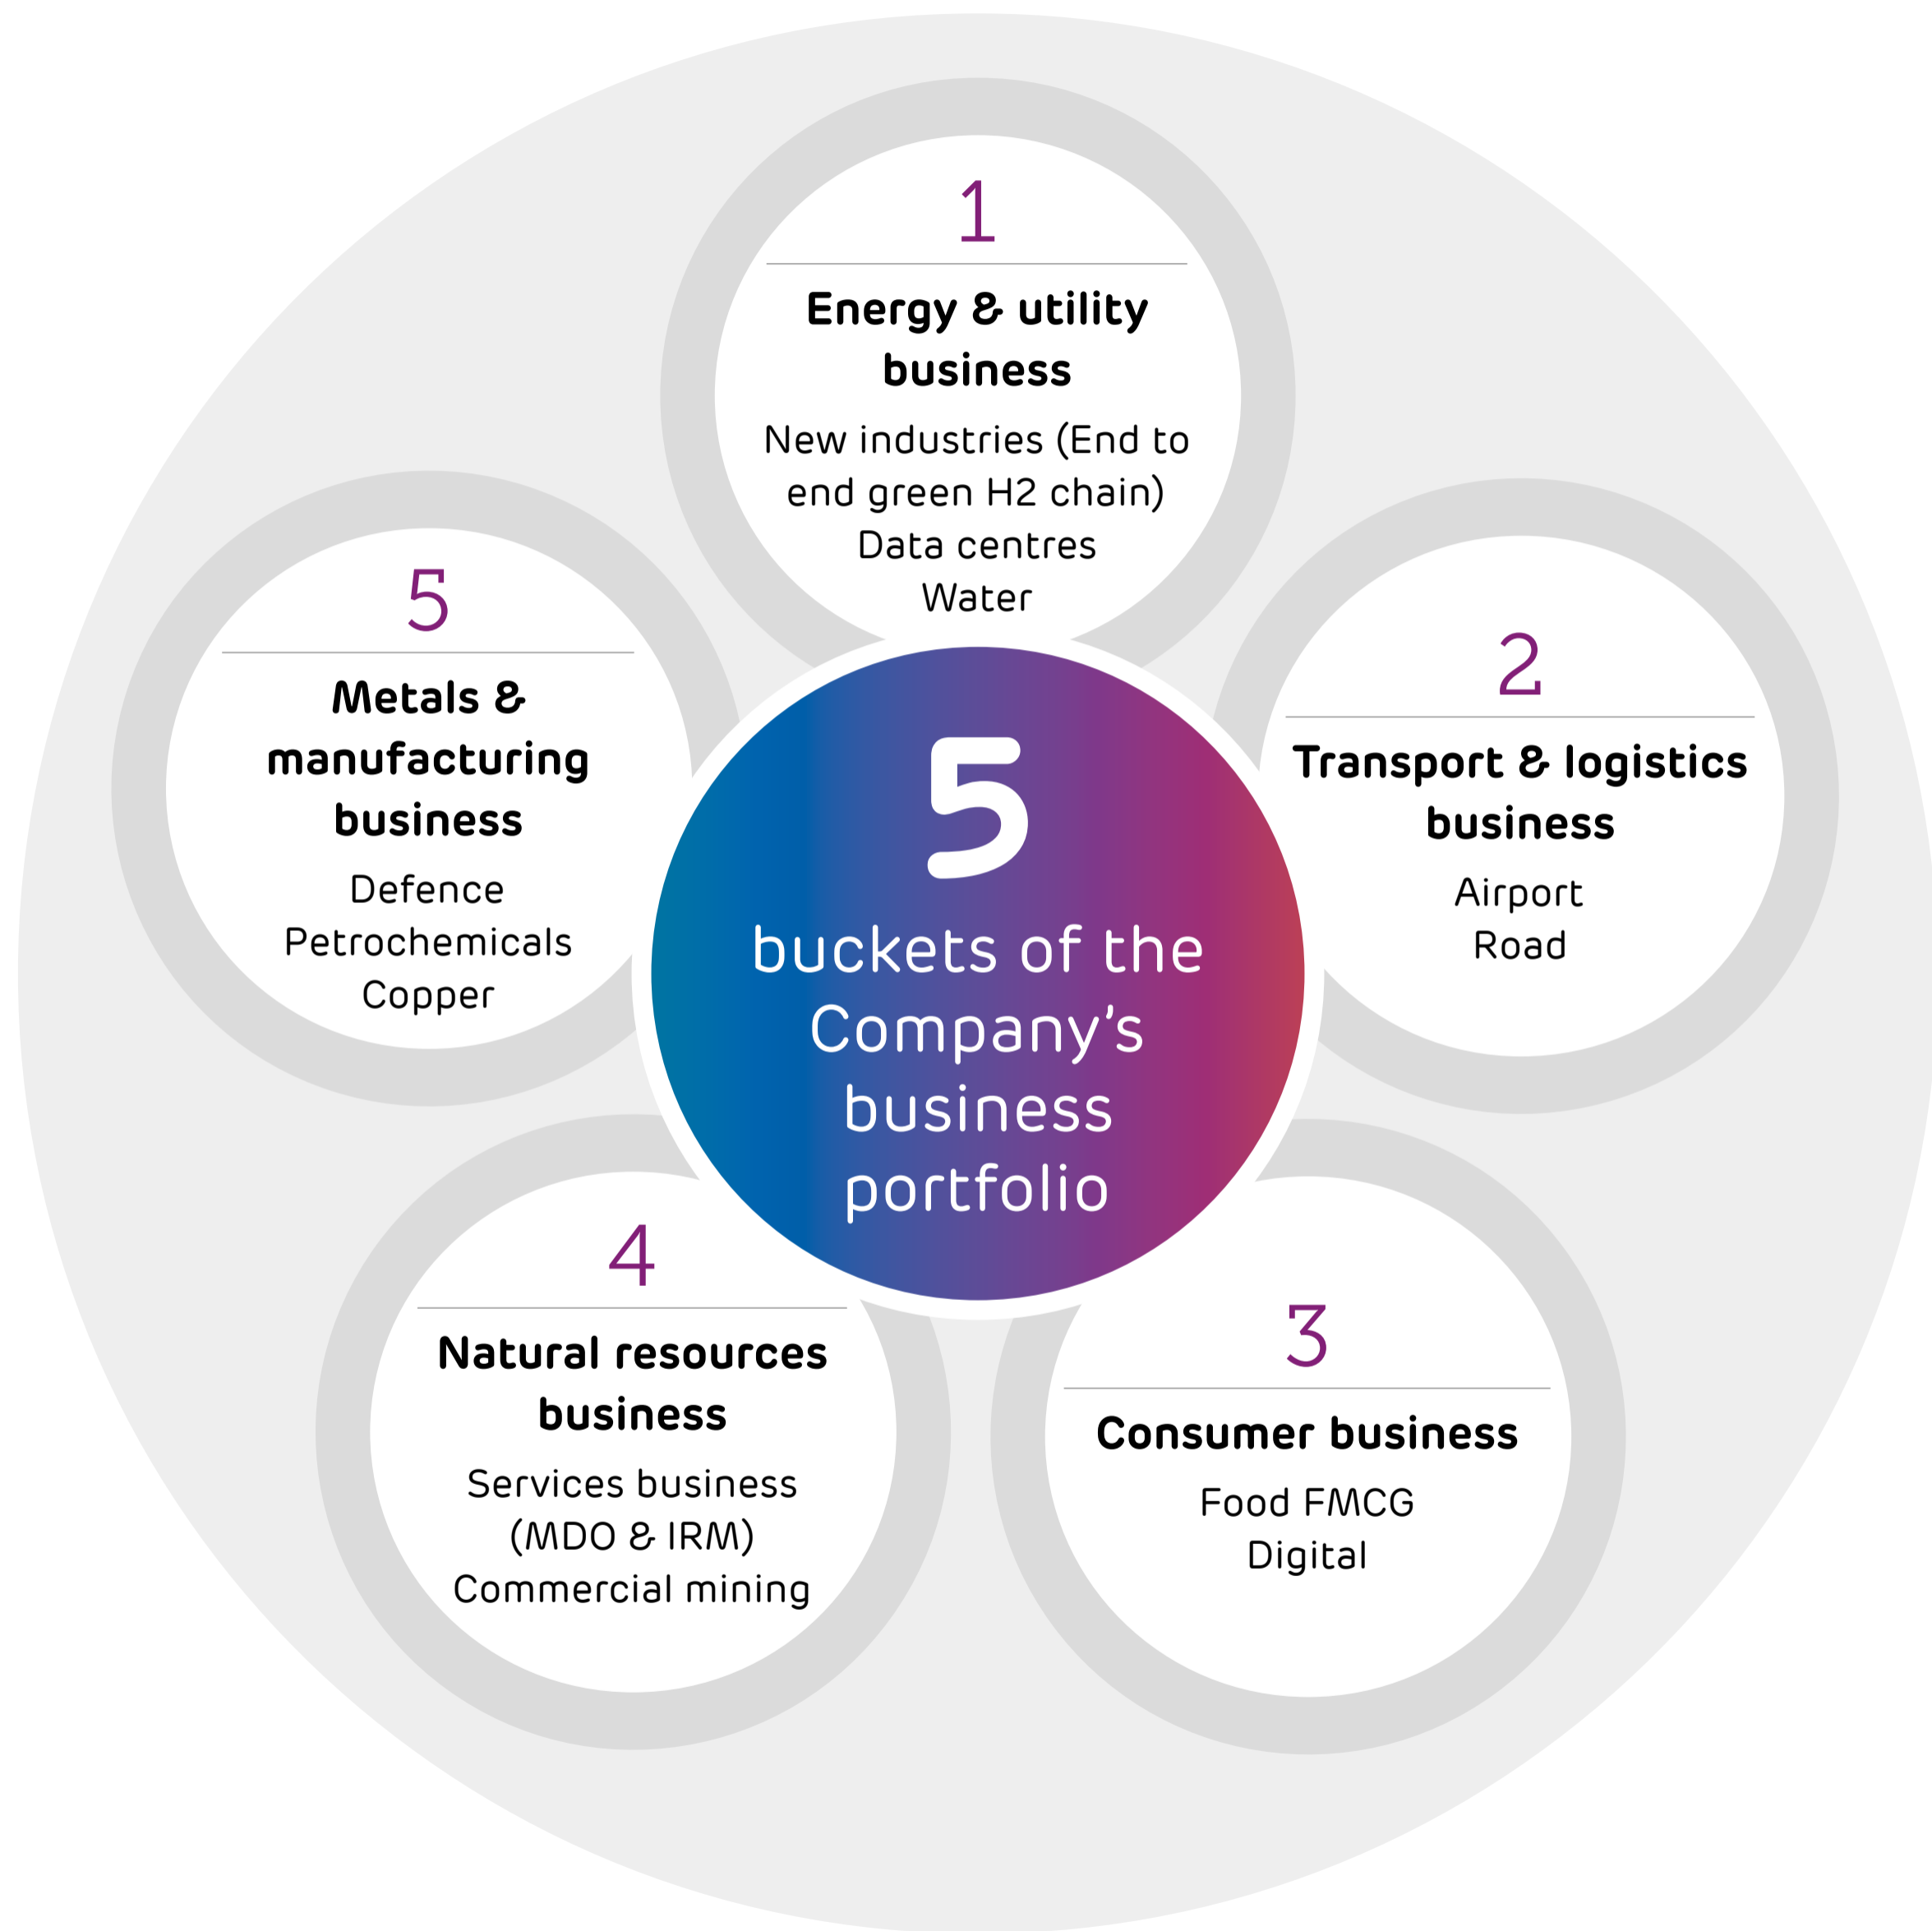 1
Energy & utility
business
New industries (End to
end green H2 chain)
Data centres
Water
2
Transport & logistics
business
Airport
Road
3
Consumer business
Food FMCG
Digital
4
Natural resources
business
Services business
(MDO & IRM)
Commercial mining
5
Metals &
manufacturing
business
Defence
Petrochemicals
Copper
5
buckets of the
Company's
business
portfolio